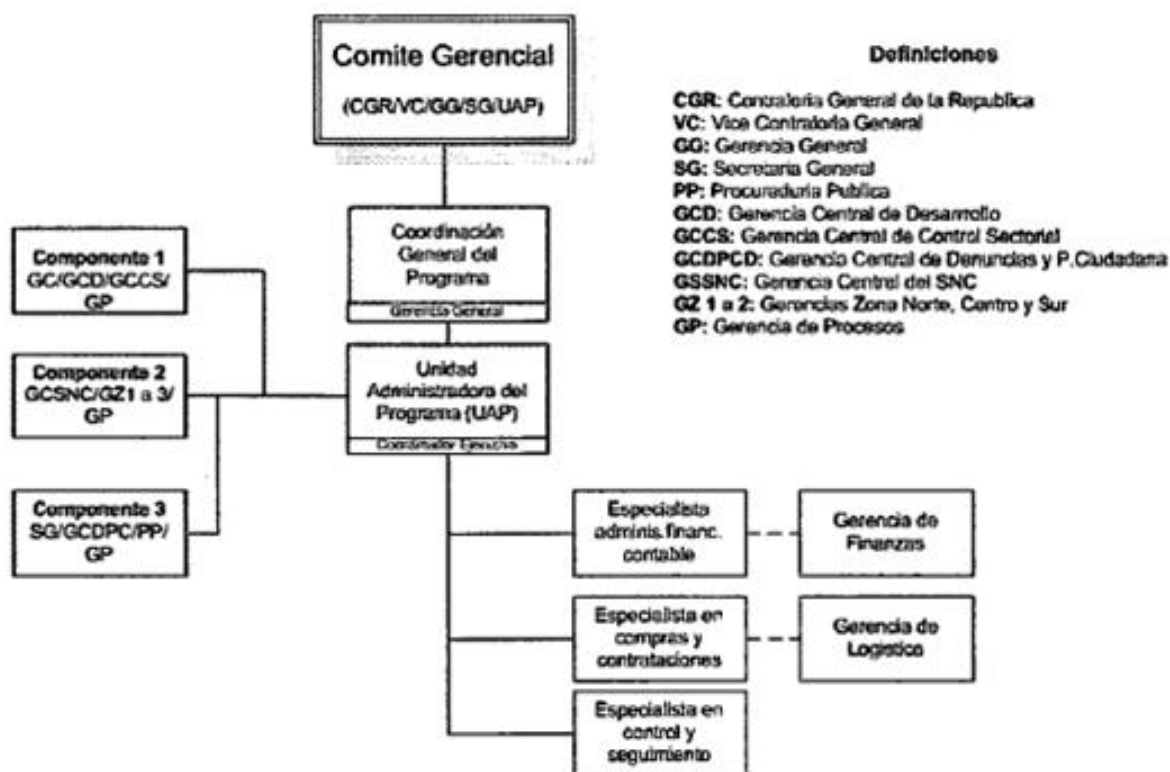 Comite Gerencial
(CGR/VC/GG/SG/UAP)
Definiciones
CGR: Contraloria General de la Republica
VC: Vice Contraloria General
GG: Gerencia General
SG: Secretaria General
PP: Procuraduria Publica
GCD: Gerencia Central de Desarrollo
GCCS: Gerencia Central de Control Sectorial
GCDPCD: Gerencia Central de Denuncias y P.Ciudadana
GSSNC: Gerencia Central del SNC
GZ 1 a 2: Gerencias Zona Norte, Centro y Sur
GP: Gerencia de Procesos
Coordinación
General del
Programa
Gerencia General
Componente 1
GC/GCD/GCCS/
GP
Componente 2
GCSNC/GZ1 a 3/
GP
Componente 3
SG/GCDPC/PP/
GP
Unidad
Administradora del
Programa (UAP)
Coordinador Ejecutivo
Especialista
adminis.financ.
contable
Gerencia de
Finanzas
Especialista en
compras y
contrataciones
Gerencia de
Logistica
Especialista en
control y
seguimiento